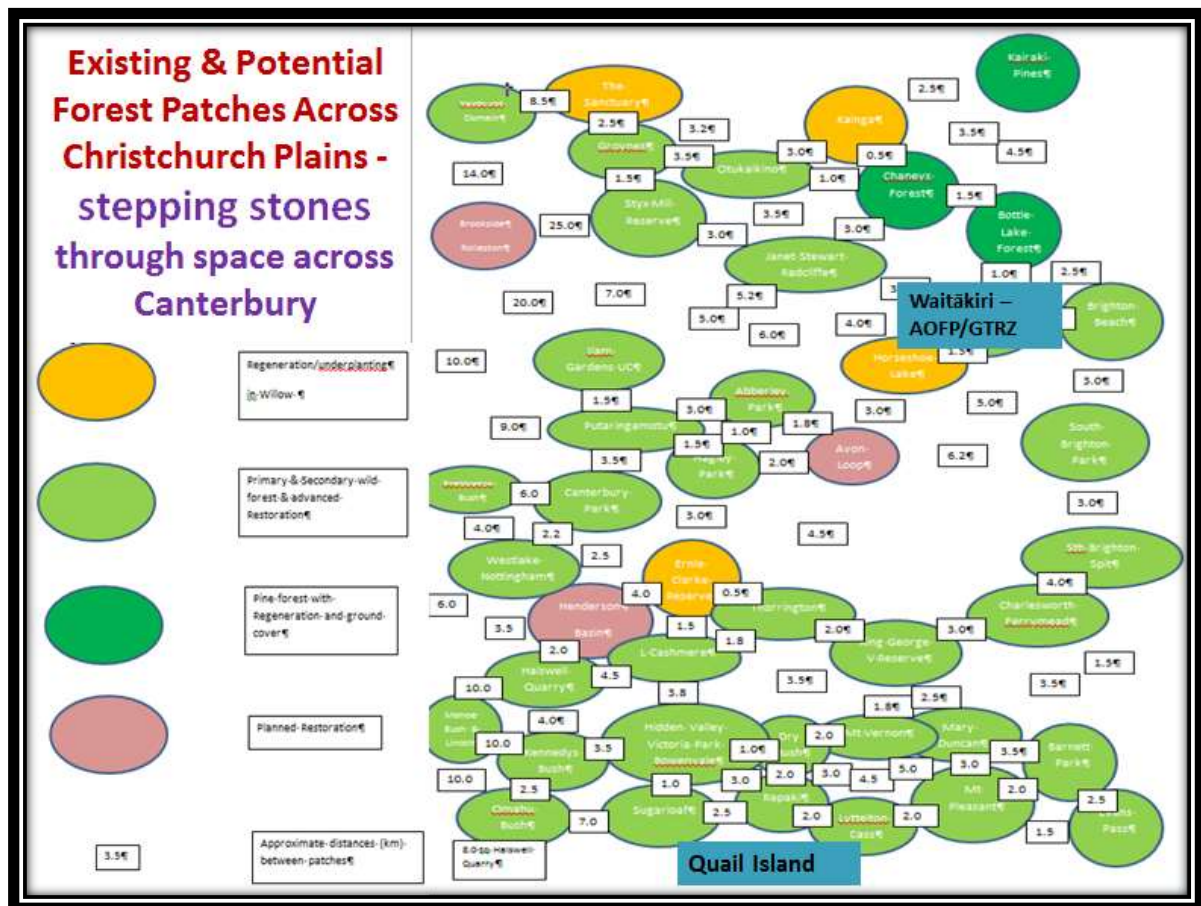 Existing & Potential
Forest Patches Across
Christchurch Plains -
stepping stones
through space across
Canterbury
Regeneration/underplanting¶
in·Willow·¶
Primary·&·Secondary·wild·
forest·&·advanced·
Restoration¶
Pine·forest·with·
Regeneration·and·ground·
cover¶
Planned·Restoration¶
3.5¶
Approximate·distances·(km)·
between·patches¶
Kairaki-
Pines¶
2.5¶
The-
Sanctuary¶
8.5¶
Domain¶
Kainga¶
2.5¶
3.2¶
3.5¶
4.5¶
Groynes¶
3.5¶
3.0¶
0.5¶
14.0¶
1.5¶
Otukaikino¶
1.0¶
Chaneys-
Forest¶
1.5¶
Styx-Mill-
Reserve¶
3.5¶
Brookside¶
Rolleston¶
25.0¶
3.0¶
3.0¶
Bottle-
Lake-
Forest¶
Janet·Stewart-
Radcliffe¶
1.0¶
2.5¶
20.0¶
7.0¶
5.2¶
Waitākiri –
AOFP/GTRZ
Brighton-
Beach¶
5.0¶
6.0¶
4.0¶
10.0¶
Gardens·UC¶
Horseshoe-
Lake¶
1.5¶
3.0¶
Abberley-
Park¶
1.5¶
3.0¶
3.0¶
5.0¶
9.0¶
Putaringamotu¶
1.0¶
1.8¶
South-
Brighton-
Park¶
1.5¶
3.5¶
Hagley-
Park¶
2.0¶
Avon-
Loop¶
6.2¶
Bush¶
6.0
Canterbury-
Park¶
3.0¶
3.0¶
4.0¶
2.2
4.5¶
2.5
Westlake-
Nottingham¶
Ernle-
Clarke-
Reserve¶
Sth·Brighton-
Spit¶
4.0¶
6.0
Henderson¶
Basin¶
4.0
0.5¶
Thorrington¶
Charlesworth-
Ferrymead¶
3.5
1.5
1.8
2.0¶
3.0¶
2.0
L·Cashmere¶
King·George-
V·Reserve¶
1.5¶
Halswell-
Quarry¶
4.5
3.5¶
3.5¶
10.0
3.8
1.8¶
2.5¶
4.0¶
Hidden·Valley-
Victoria·Park-
Bowenvale¶
Dry
Bush¶
2.0
Mt·Vernon¶
Mary-
Duncan¶
10.0
Kennedys-
Bush¶
3.5
1.0¶
3.5¶
Barnett-
Park¶
10.0
2.5
1.0
3.0
2.0
3.0
4.5
5.0
3.0
2.0
Mt-
Pleasant¶
2.5
Omahu-
Bush¶
7.0
Sugarloaf¶
2.5
Rapaki¶
2.0
Lyttelton-
Cass¶
2.0
1.5
Evans-
Pass¶
Quarry¶
Quail Island